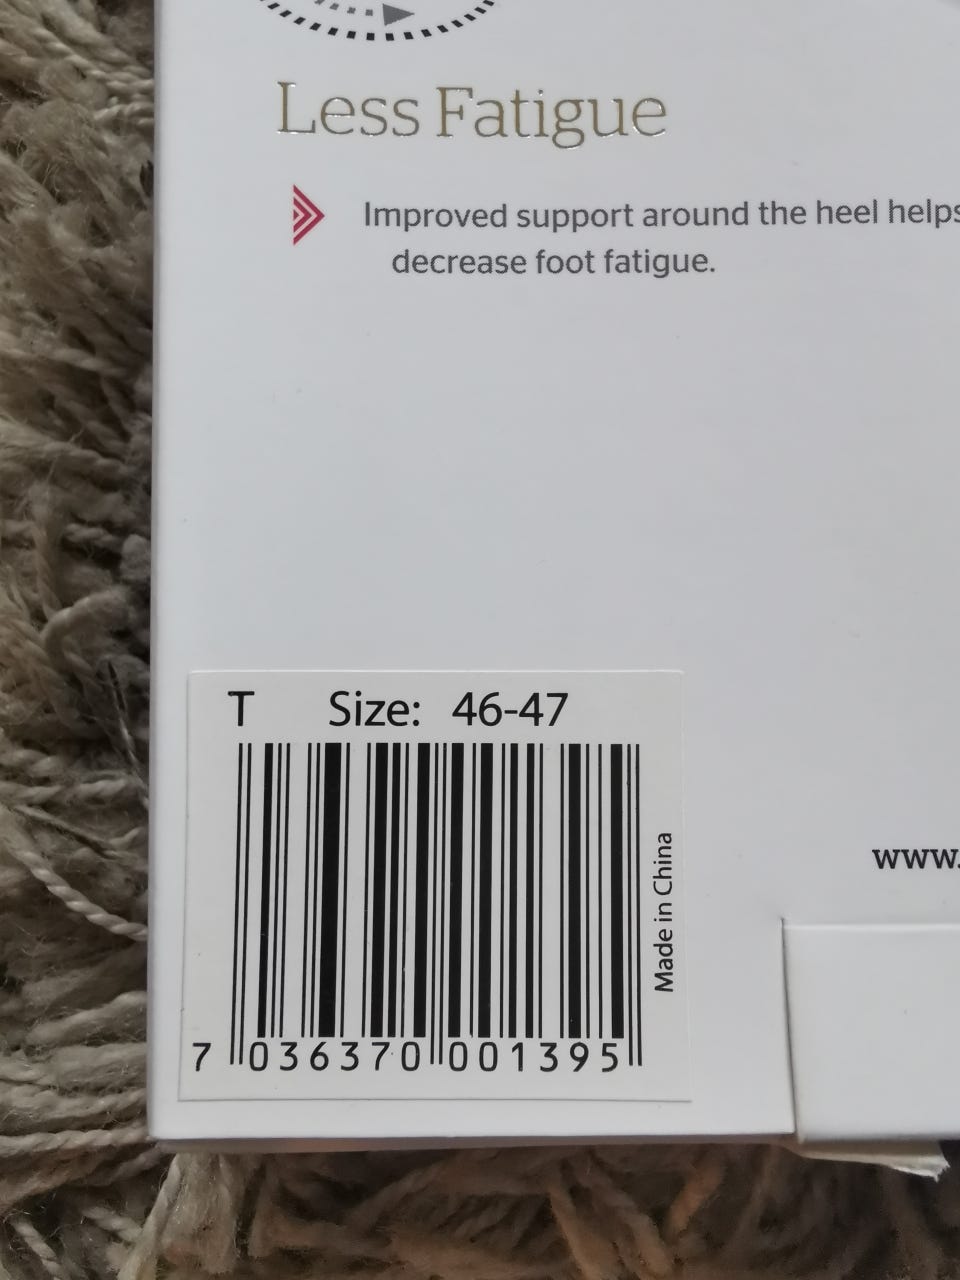 Less Fatigue
Improved support around the heel helps
decrease foot fatigue.
T Size: 46-47
Made in China
www.
7 036370 001395